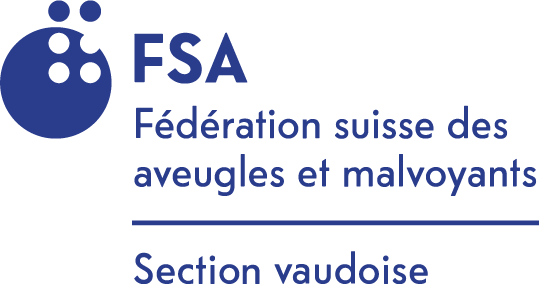 FSA
Fédération suisse des
aveugles et malvoyants
Section vaudoise